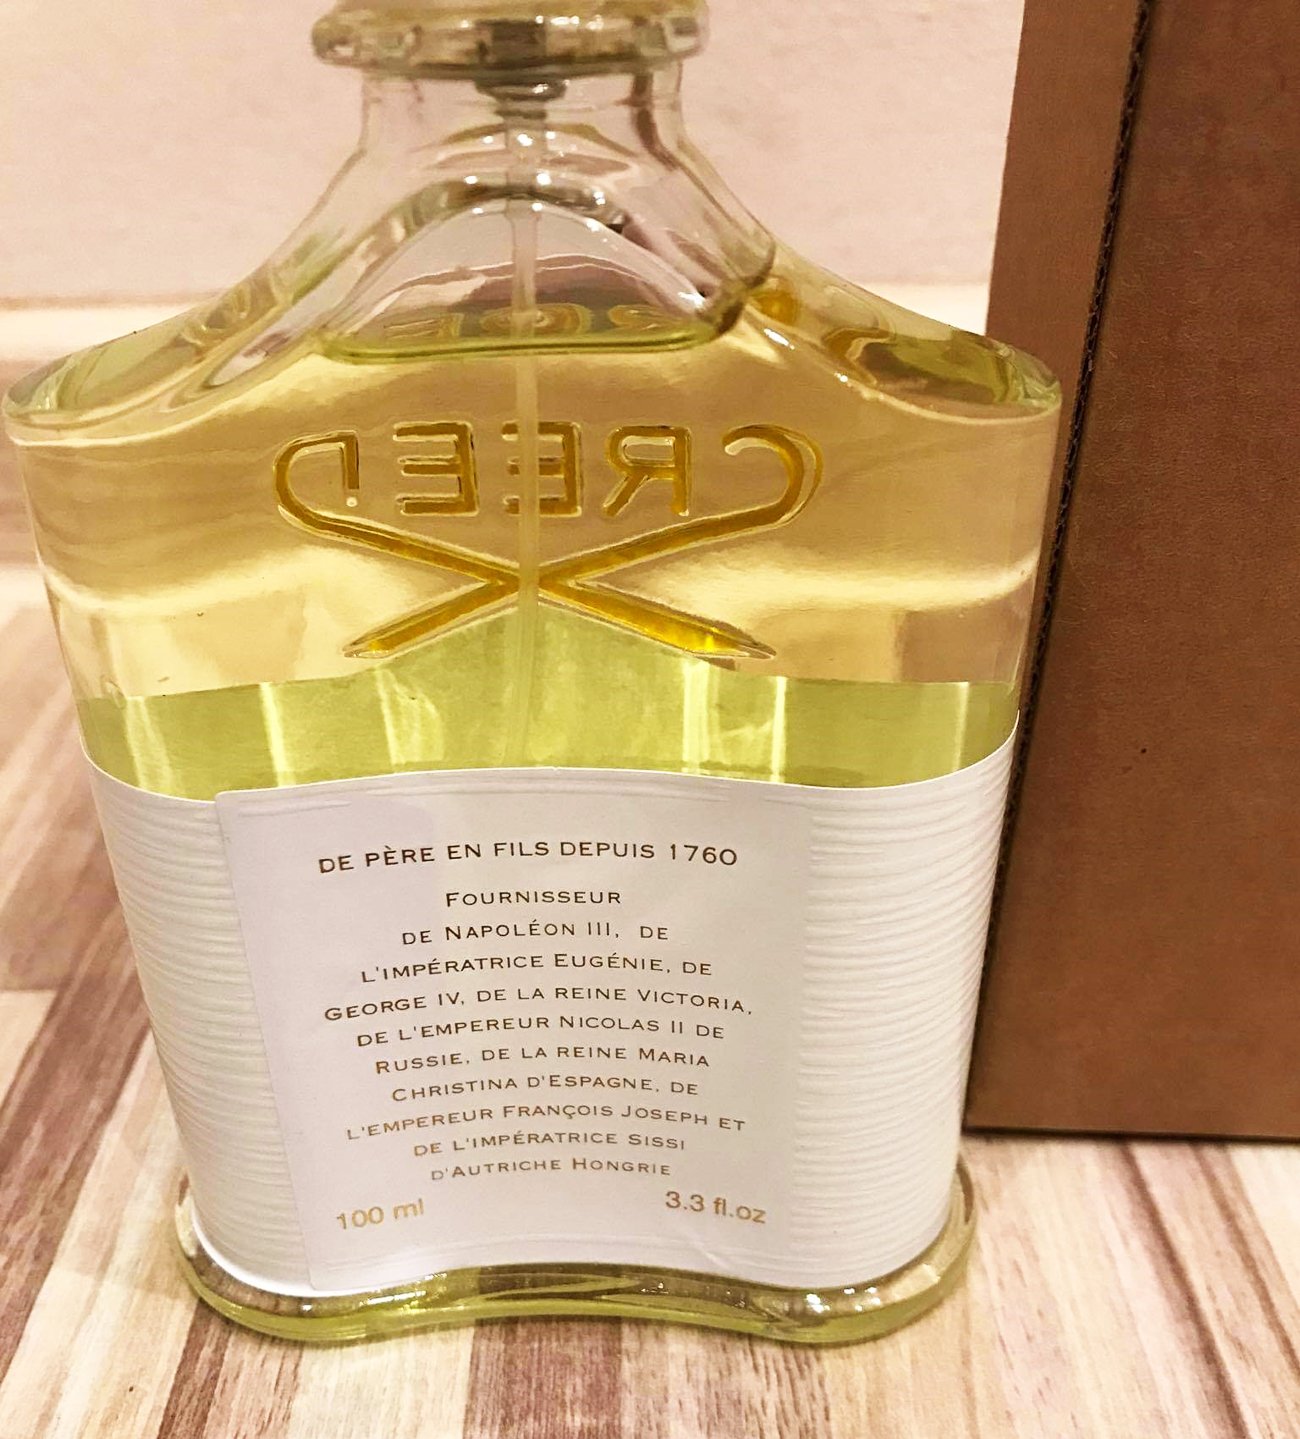 CREED
DE PÈRE EN FILS DEPUIS 1760
FOURNISSEUR
DE NAPOLÉON III, DE
L'IMPÉRATRICE EUGÉNIE, DE
GEORGE IV, DE LA REINE VICTORIA,
DE L'EMPEREUR NICOLAS II DE
RUSSIE, DE LA REINE MARIA
CHRISTINA D'ESPAGNE, DE
L'EMPEREUR FRANÇOIS JOSEPH ET
DE L'IMPÉRATRICE SISSI
D'AUTRICHE HONGRIE
100 ml 3.3 fl.oz